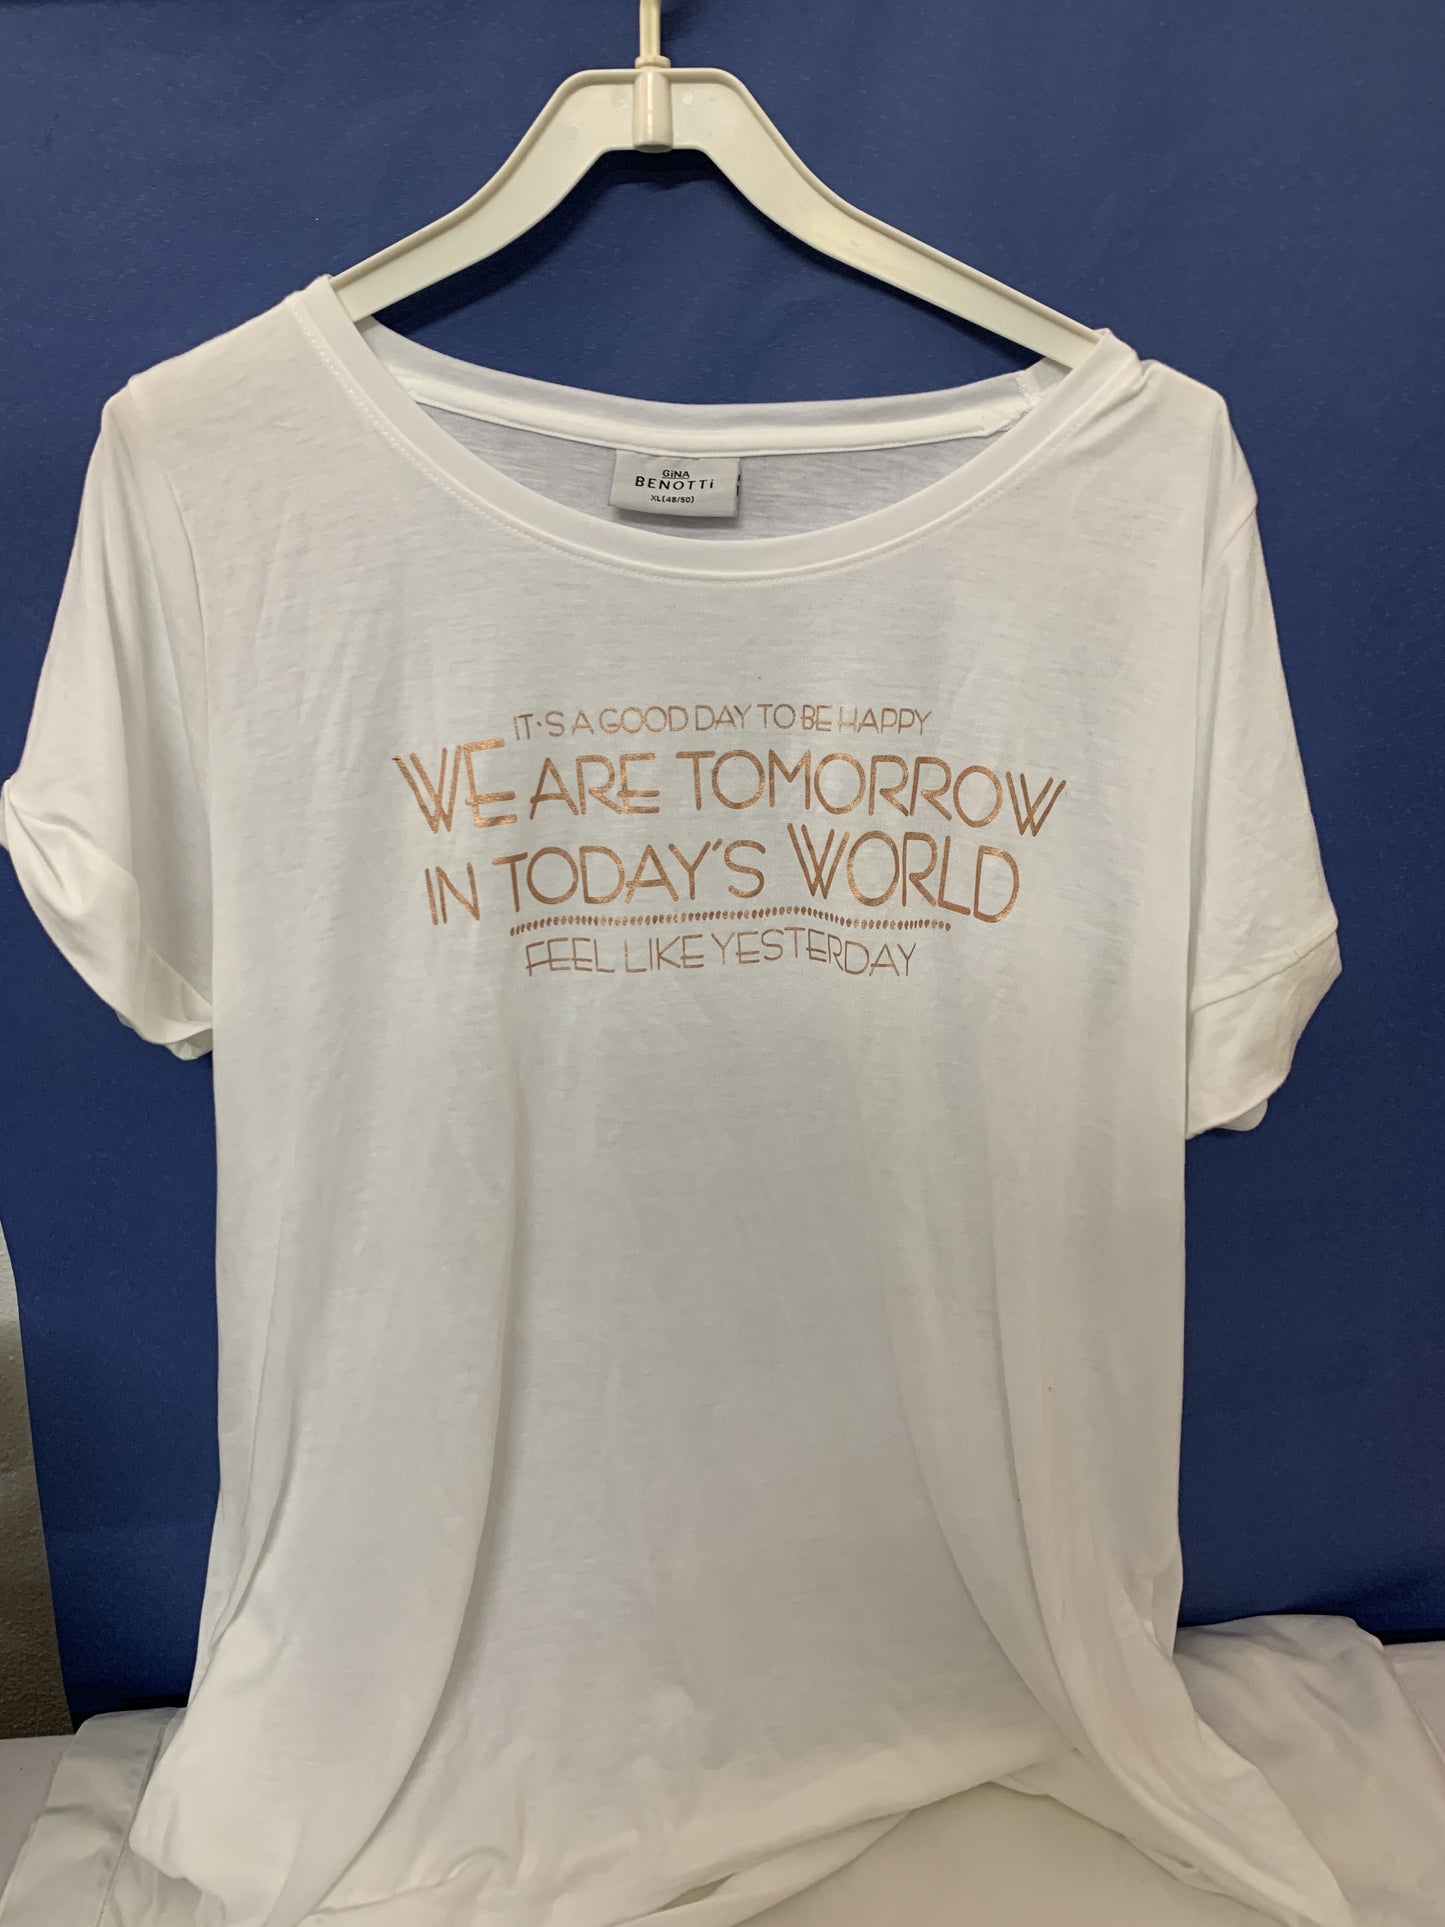 GiNA
BENOTTi
XL(48/50)
IT•S A GOOD DAY TO BE HAPPY
WE ARE TOMORROW
IN TODAY'S WORLD
FEEL LIKE YESTERDAY